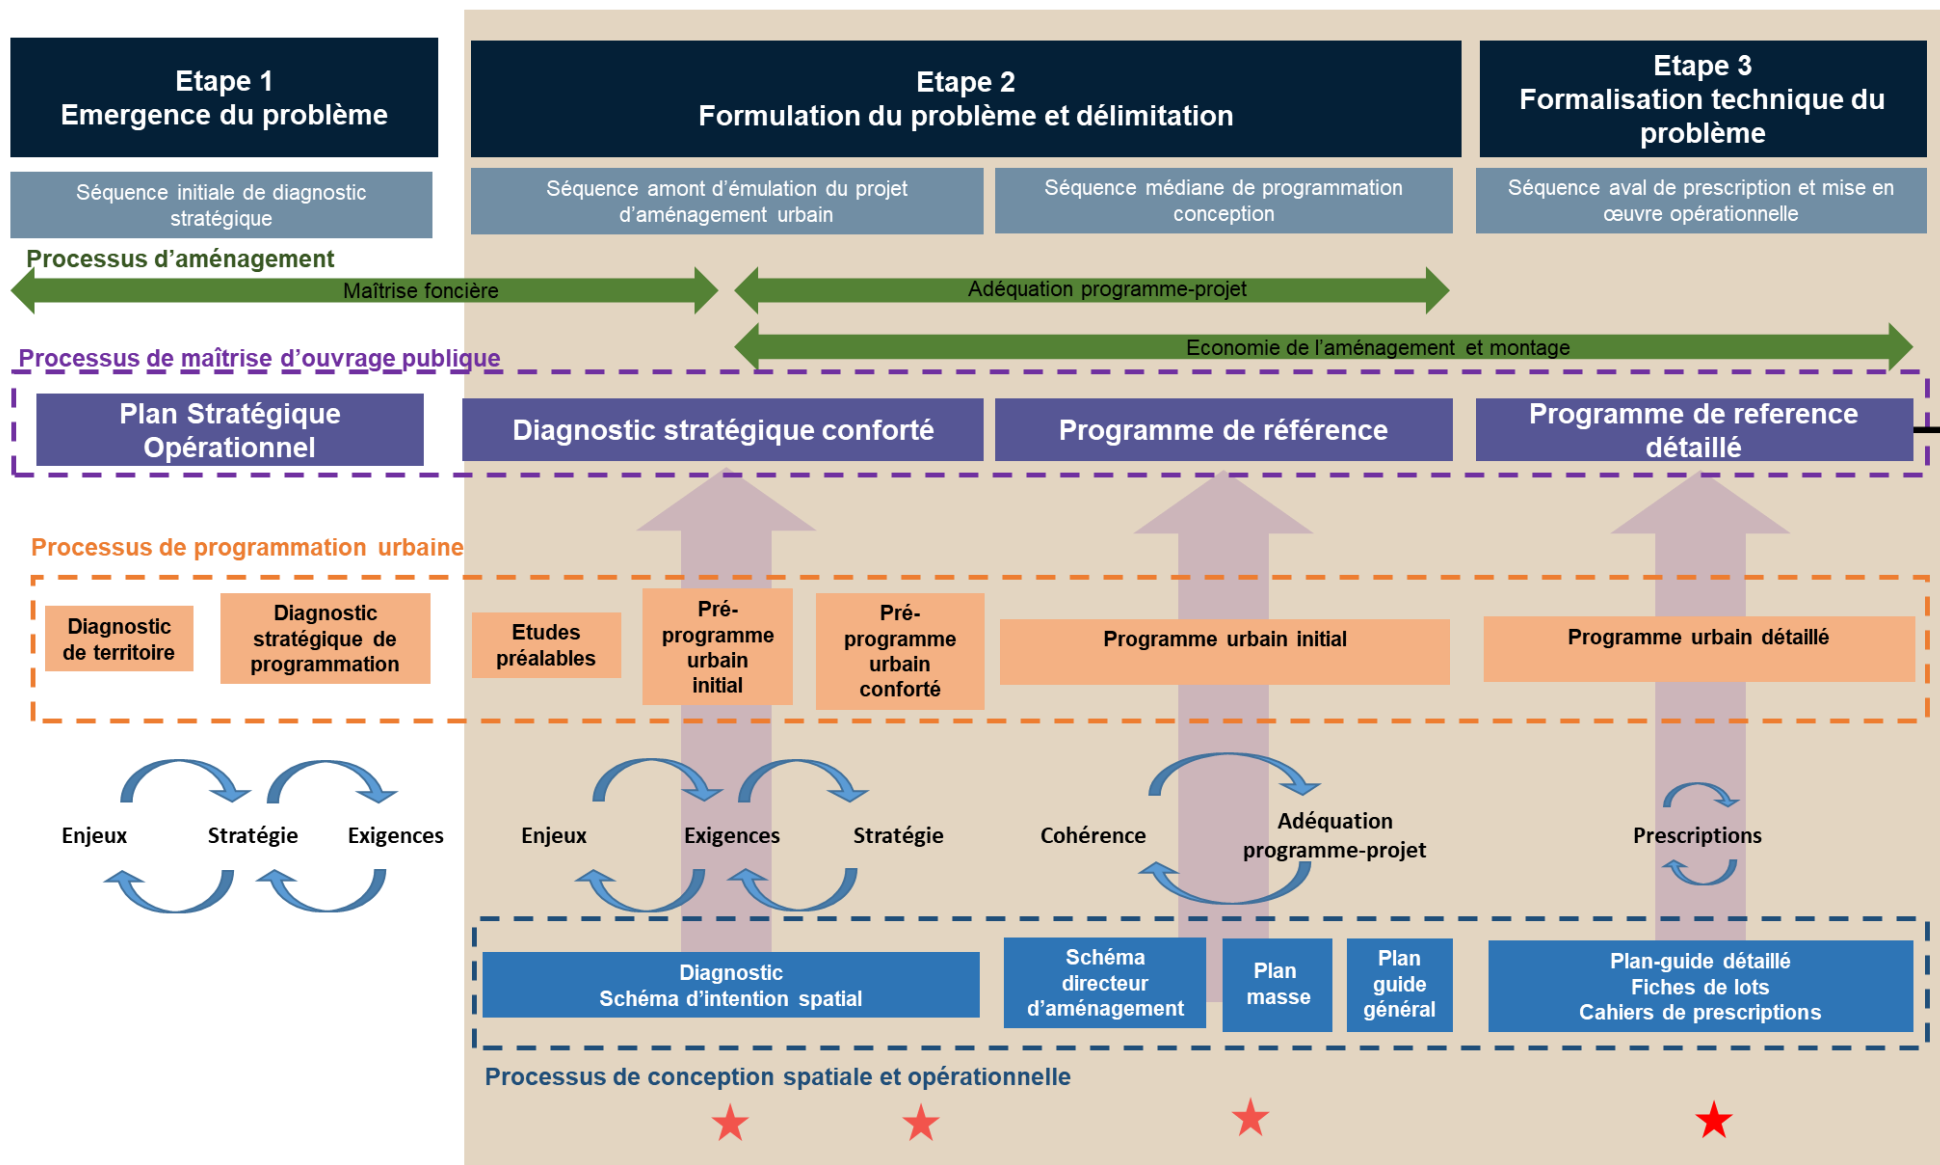 Etape 1
Emergence du problème
Etape 2
Formulation du problème et délimitation
Etape 3
Formalisation technique du
problème
Séquence initiale de diagnostic
stratégique
Séquence amont d'émulation du projet
d'aménagement urbain
Séquence médiane de programmation
conception
Séquence aval de prescription et mise en
œuvre opérationnelle
Processus d'aménagement
Maîtrise foncière
Adéquation programme-projet
Economie de l'aménagement et montage
Processus de maîtrise d'ouvrage publique
Plan Stratégique
Opérationnel
Diagnostic stratégique conforté
Programme de référence
Programme de reference
détaillé
Processus de programmation urbaine
Diagnostic
de territoire
Diagnostic
stratégique de
programmation
Etudes
préalables
Pré-
programme
urbain
initial
Pré-
programme
urbain
conforté
Programme urbain initial
Programme urbain détaillé
Enjeux
Stratégie
Exigences
Enjeux
Exigences
Stratégie
Cohérence
Adéquation
programme-projet
Prescriptions
Diagnostic
Schéma d'intention spatial
Schéma
directeur
d'aménagement
Plan
masse
Plan
guide
général
Plan-guide détaillé
Fiches de lots
Cahiers de prescriptions
Processus de conception spatiale et opérationnelle